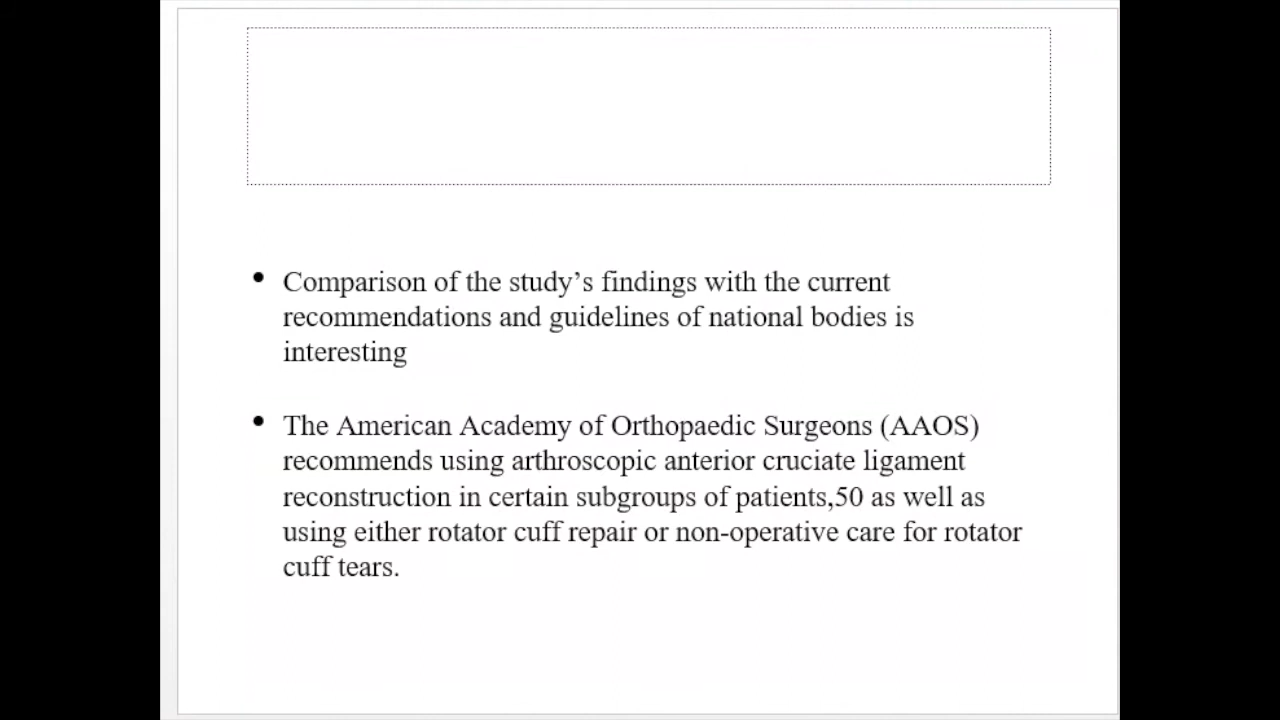 • Comparison of the study’s findings with the current
recommendations and guidelines of national bodies is
interesting
• The American Academy of Orthopaedic Surgeons (AAOS)
recommends using arthroscopic anterior cruciate ligament
reconstruction in certain subgroups of patients,50 as well as
using either rotator cuff repair or non-operative care for rotator
cuff tears.